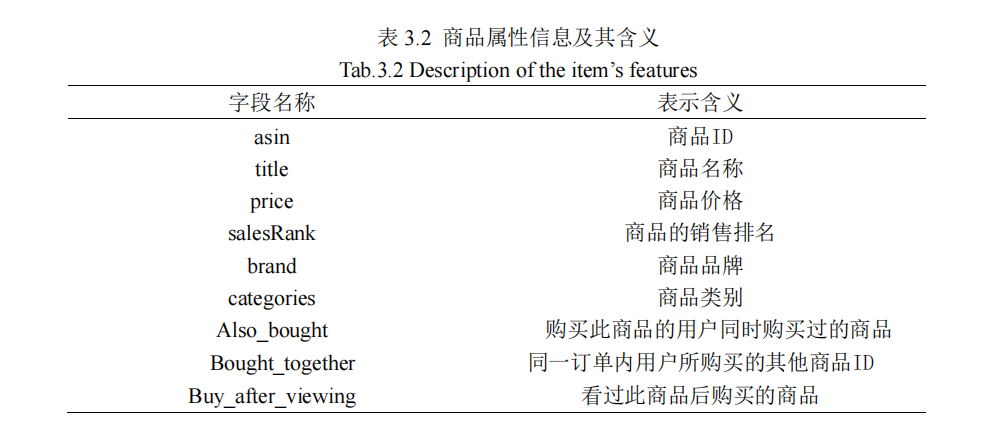 表 3.2 商品属性信息及其含义
Tab.3.2 Description of the item’s features
字段名称 表示含义
asin 商品ID
title 商品名称
price 商品价格
salesRank 商品的销售排名
brand 商品品牌
categories 商品类别
Also_bought 购买此商品的用户同时购买过的商品
Bought_together 同一订单内用户所购买的其他商品ID
Buy_after_viewing 看过此商品后购买的商品